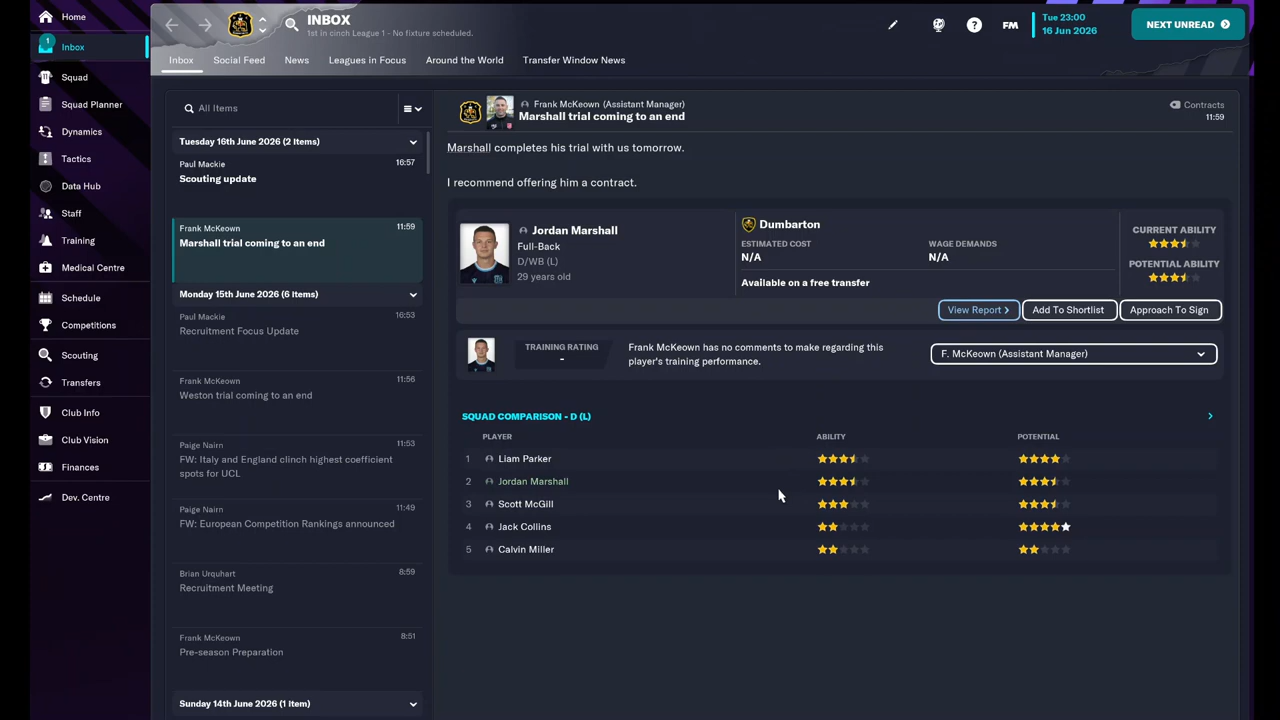 Home
1
Inbox
Squad
Squad Planner
Dynamics
Tactics
Data Hub
Staff
Training
Medical Centre
Schedule
Competitions
Scouting
Transfers
Club Info
Club Vision
Finances
Dev. Centre
INBOX
1st in cinch League 1 - No fixture scheduled.
?
FM
Tue 23:00
16 Jun 2026
NEXT UNREAD
Inbox
Social Feed
News
Leagues in Focus
Around the World
Transfer Window News
All Items
Tuesday 16th June 2026 (2 Items)
Paul Mackie 16:57
Scouting update
Frank McKeown 11:59
Marshall trial coming to an end
Monday 15th June 2026 (6 Items)
Paul Mackie 16:53
Recruitment Focus Update
Frank McKeown 11:56
Weston trial coming to an end
Paige Nairn 11:53
FW: Italy and England clinch highest coefficient
spots for UCL
Paige Nairn 11:49
FW: European Competition Rankings announced
Brian Urquhart 8:59
Recruitment Meeting
Frank McKeown 8:51
Pre-season Preparation
Sunday 14th June 2026 (1 Item)
Frank McKeown (Assistant Manager)
Marshall trial coming to an end
Contracts
11:59
Marshall completes his trial with us tomorrow.
I recommend offering him a contract.
Jordan Marshall
Full-Back
D/WB (L)
29 years old
Dumbarton
ESTIMATED COST WAGE DEMANDS
N/A N/A
Available on a free transfer
CURRENT ABILITY
POTENTIAL ABILITY
View Report
Add To Shortlist
Approach To Sign
TRAINING RATING
-
Frank McKeown has no comments to make regarding this
player's training performance.
F. McKeown (Assistant Manager)
SQUAD COMPARISON - D (L)
PLAYER ABILITY POTENTIAL
1 Liam Parker
2 Jordan Marshall
3 Scott McGill
4 Jack Collins
5 Calvin Miller